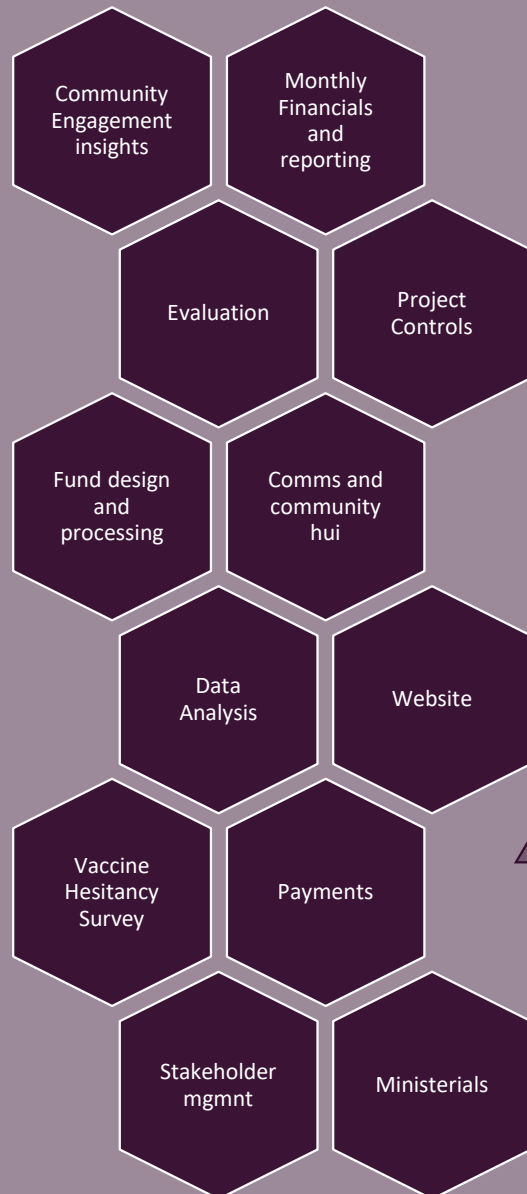 Community
Engagement
insights
Monthly
Financials
and
reporting
Evaluation
Project
Controls
Fund design
and
processing
Comms and
community
hui
Data
Analysis
Website
Vaccine
Hesitancy
Survey
Payments
Stakeholder
mgmnt
Ministerials